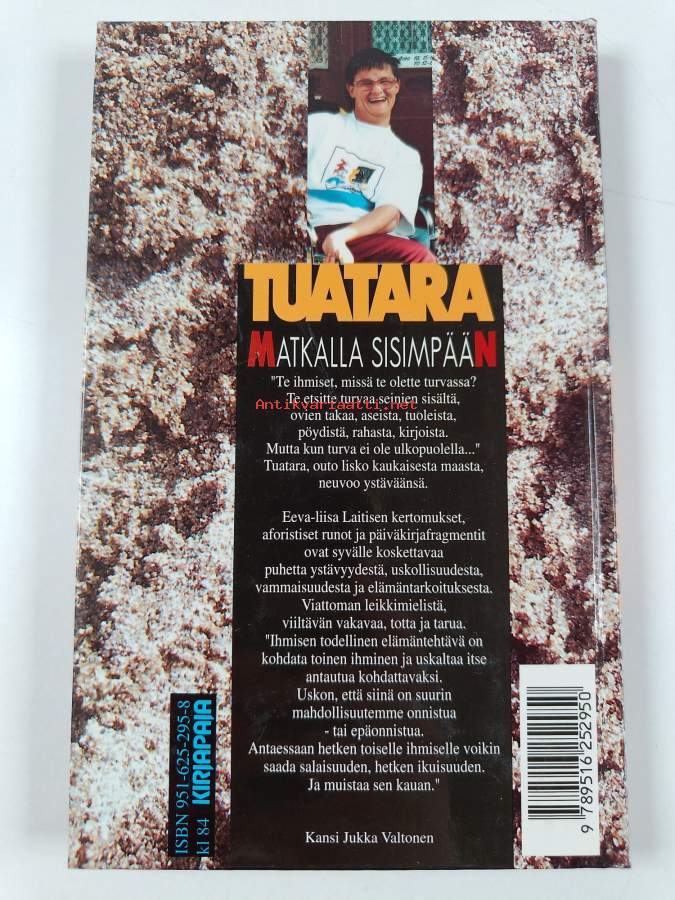 TUATARA
MATKALLA SISIMPÄÄN
"Te ihmiset, missä te olette turvassa?
Te etsitte turvaa seinien sisältä,
ovien takaa, aseista, tuoleista,
pöydistä, rahasta, kirjoista.
Mutta kun turva ei ole ulkopuolella..."
Tuatara, outo lisko kaukaisesta maasta,
neuvoo ystäväänsä.
Antikvariaatti.net
Eeva-liisa Laitisen kertomukset,
aforistiset runot ja päiväkirjafragmentit
ovat syvälle koskettavaa
puhetta ystävyydestä, uskollisuudesta,
vammaisuudesta ja elämäntarkoituksesta.
Viattoman leikkimielistä,
viiltävän vakavaa, totta ja tarua.
"Ihmisen todellinen elämäntehtävä on
kohdata toinen ihminen ja uskaltaa itse
antautua kohdattavaksi.
Uskon, että siinä on suurin
mahdollisuutemme onnistua
- tai epäonnistua.
Antaessaan hetken toiselle ihmiselle voikin
saada salaisuuden, hetken ikuisuuden.
Ja muistaa sen kauan."
Kansi Jukka Valtonen
ISBN 951-625-295-8
kl 84 KIRJAPAJA
9 789516 252950